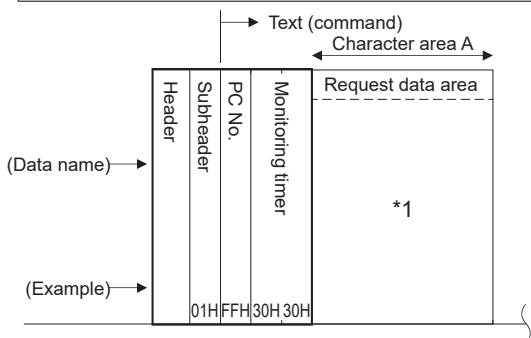 Text (command)
Character area A
Header
Subheader
PC No.
Monitoring timer
Request data area
(Data name)
*1
(Example)
01H FFH 30H 30H